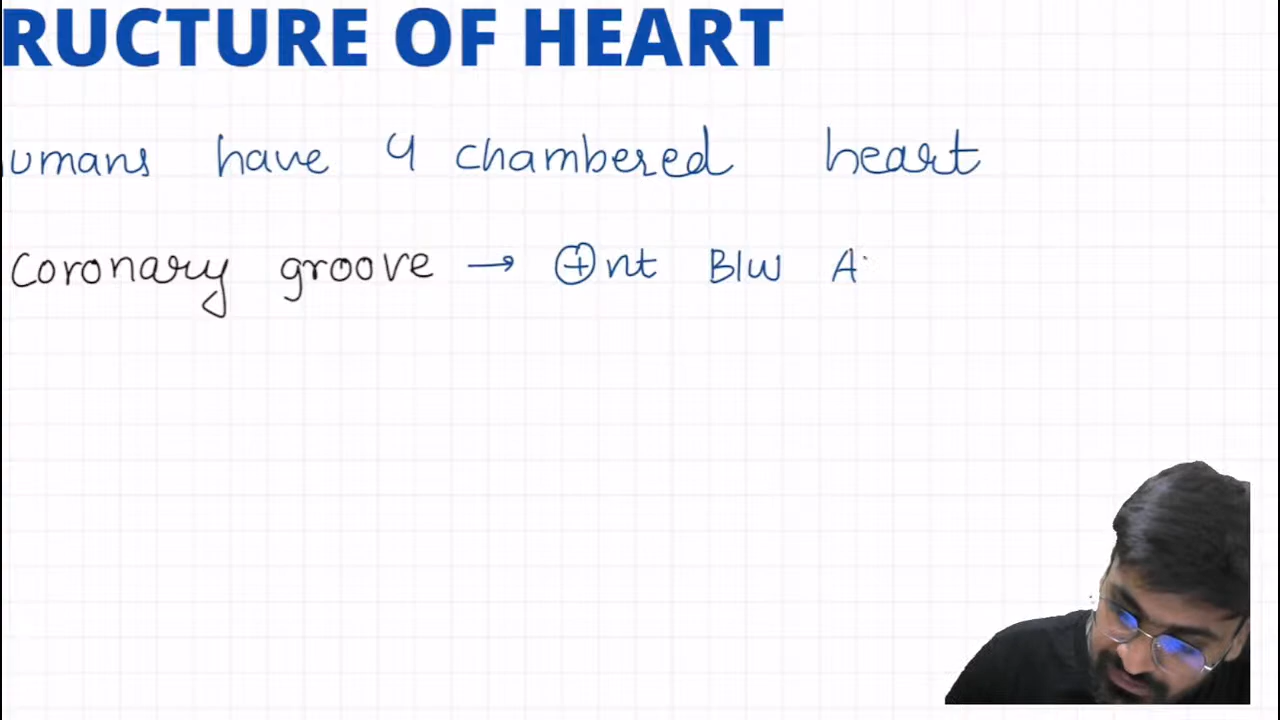 RUCTURE OF HEART
umans have 4 chambered heart
coronary groove → ⊕nt B/w A